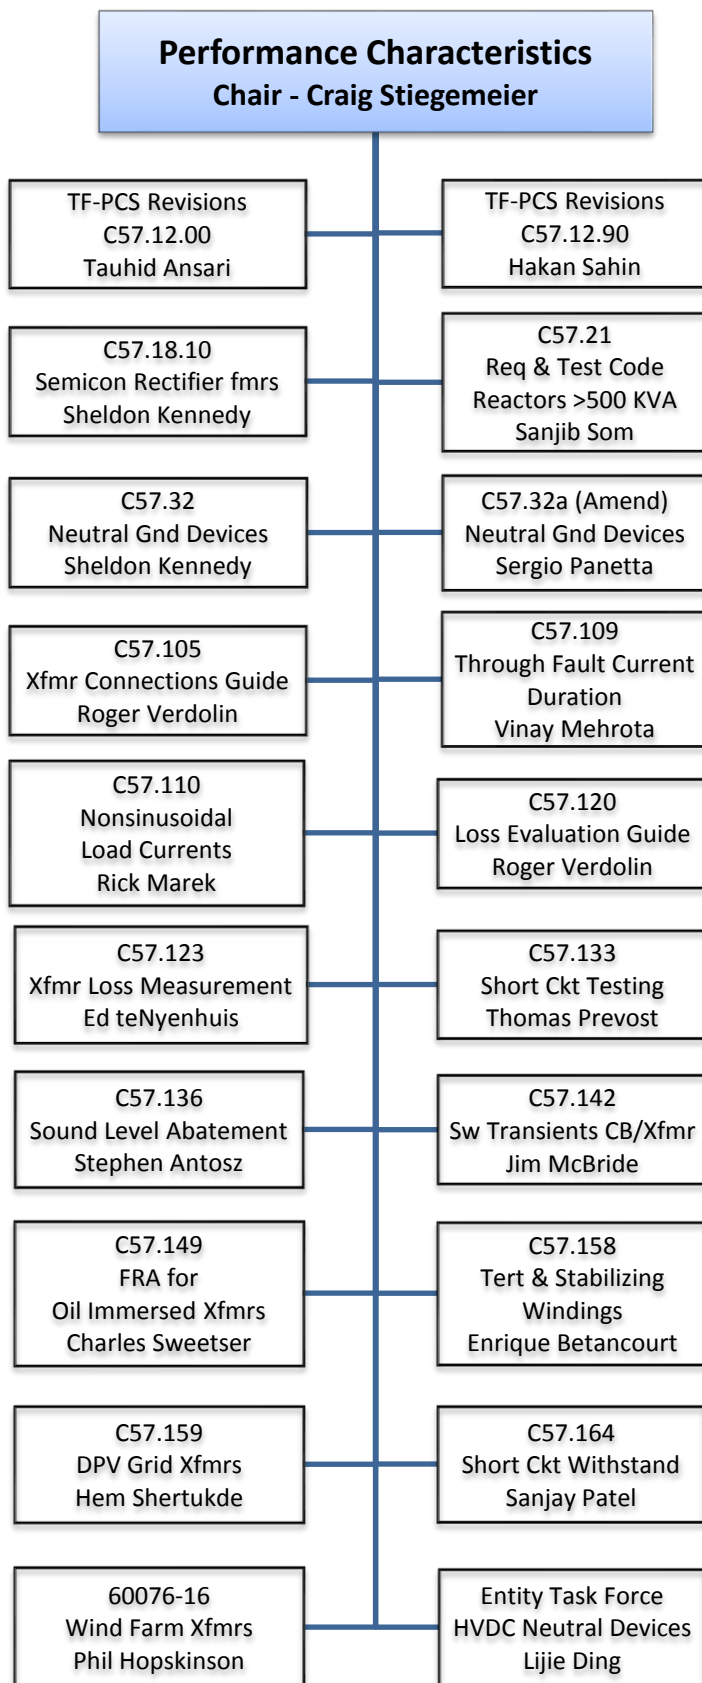 Performance Characteristics
Chair - Craig Stiegemeier
TF-PCS Revisions
C57.12.00
Tauhid Ansari
TF-PCS Revisions
C57.12.90
Hakan Sahin
C57.18.10
Semicon Rectifier fmrs
Sheldon Kennedy
C57.21
Req & Test Code
Reactors >500 KVA
Sanjib Som
C57.32
Neutral Gnd Devices
Sheldon Kennedy
C57.32a (Amend)
Neutral Gnd Devices
Sergio Panetta
C57.105
Xfmr Connections Guide
Roger Verdolin
C57.109
Through Fault Current
Duration
Vinay Mehrota
C57.110
Nonsinusoidal
Load Currents
Rick Marek
C57.120
Loss Evaluation Guide
Roger Verdolin
C57.123
Xfmr Loss Measurement
Ed teNyenhuis
C57.133
Short Ckt Testing
Thomas Prevost
C57.136
Sound Level Abatement
Stephen Antosz
C57.142
Sw Transients CB/Xfmr
Jim McBride
C57.149
FRA for
Oil Immersed Xfmrs
Charles Sweetser
C57.158
Tert & Stabilizing
Windings
Enrique Betancourt
C57.159
DPV Grid Xfmrs
Hem Shertukde
C57.164
Short Ckt Withstand
Sanjay Patel
60076-16
Wind Farm Xfmrs
Phil Hopskinson
Entity Task Force
HVDC Neutral Devices
Lijie Ding